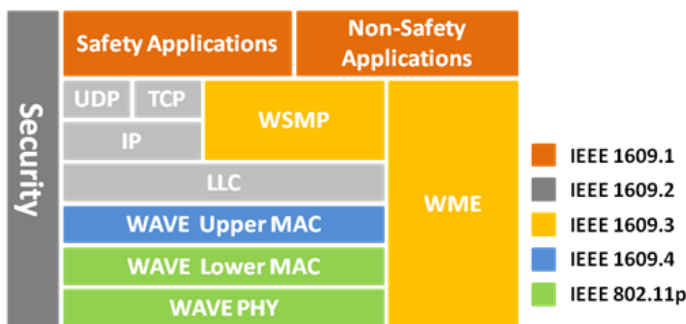 Security
Safety Applications
Non-Safety
Applications
UDP
TCP
WSMP
IP
LLC
WME
WAVE Upper MAC
WAVE Lower MAC
WAVE PHY
IEEE 1609.1
IEEE 1609.2
IEEE 1609.3
IEEE 1609.4
IEEE 802.11p